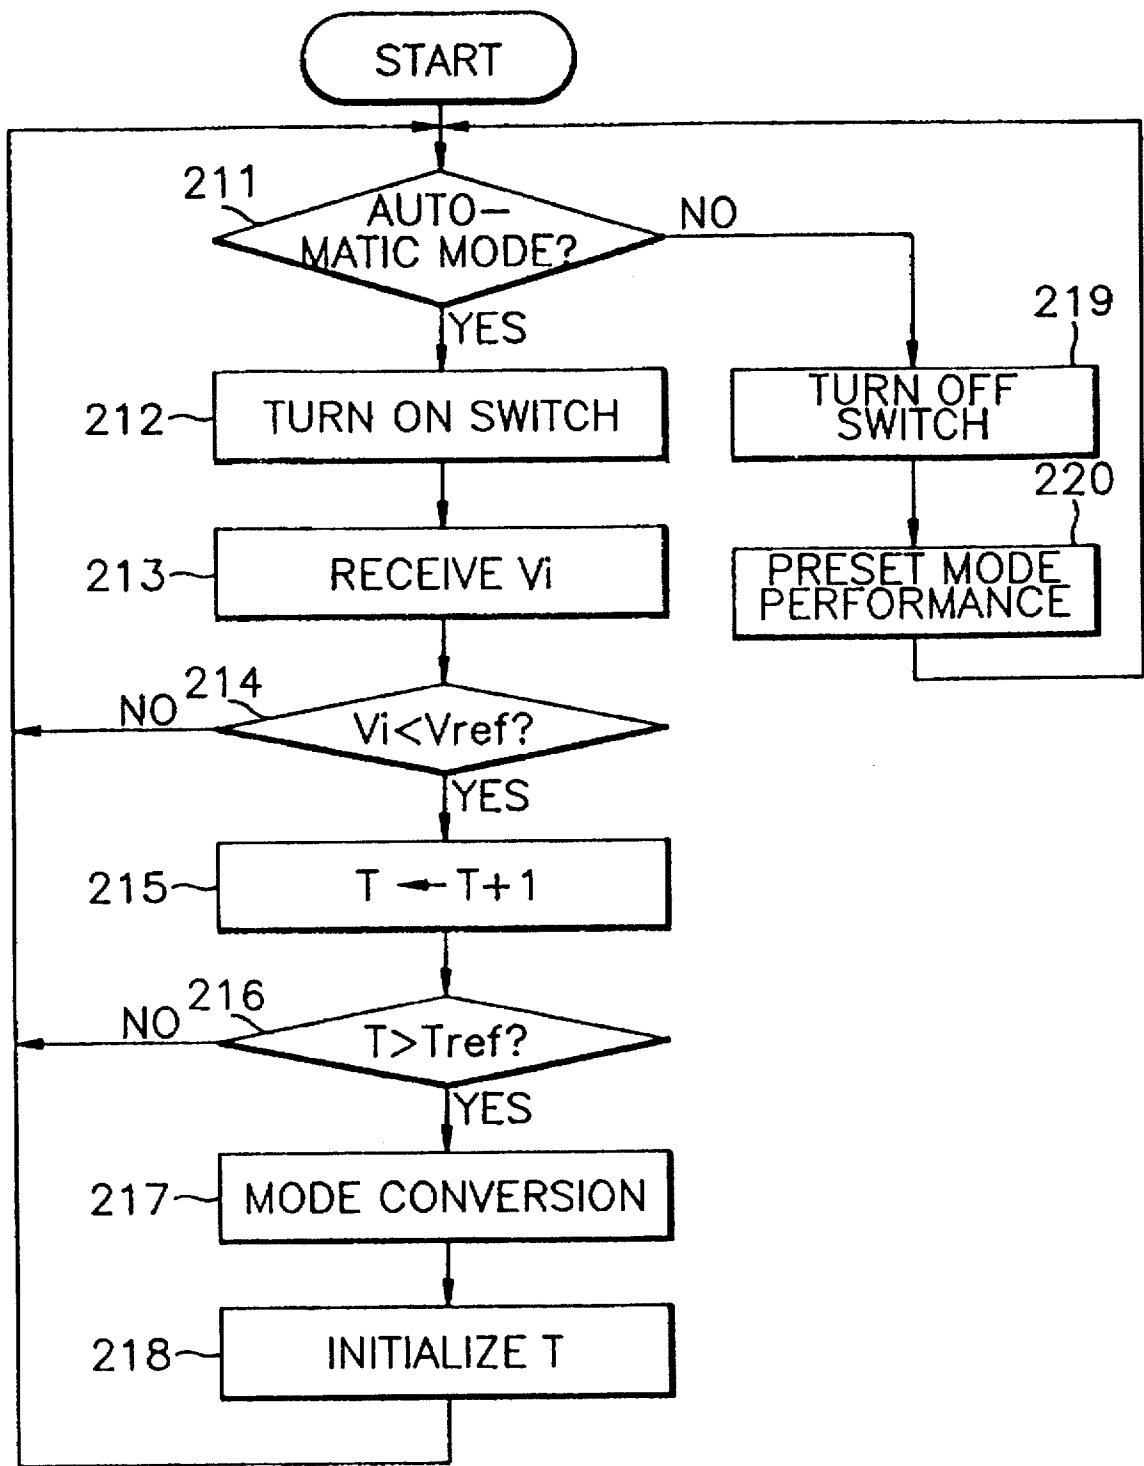 START
211
AUTO-
MATIC MODE?
NO
YES
219
212
TURN ON SWITCH
TURN OFF
SWITCH
220
213
RECEIVE Vi
PRESET MODE
PERFORMANCE
214
NO
Vi<Vref?
YES
215
T ← T+1
216
NO
T>Tref?
YES
217
MODE CONVERSION
218
INITIALIZE T